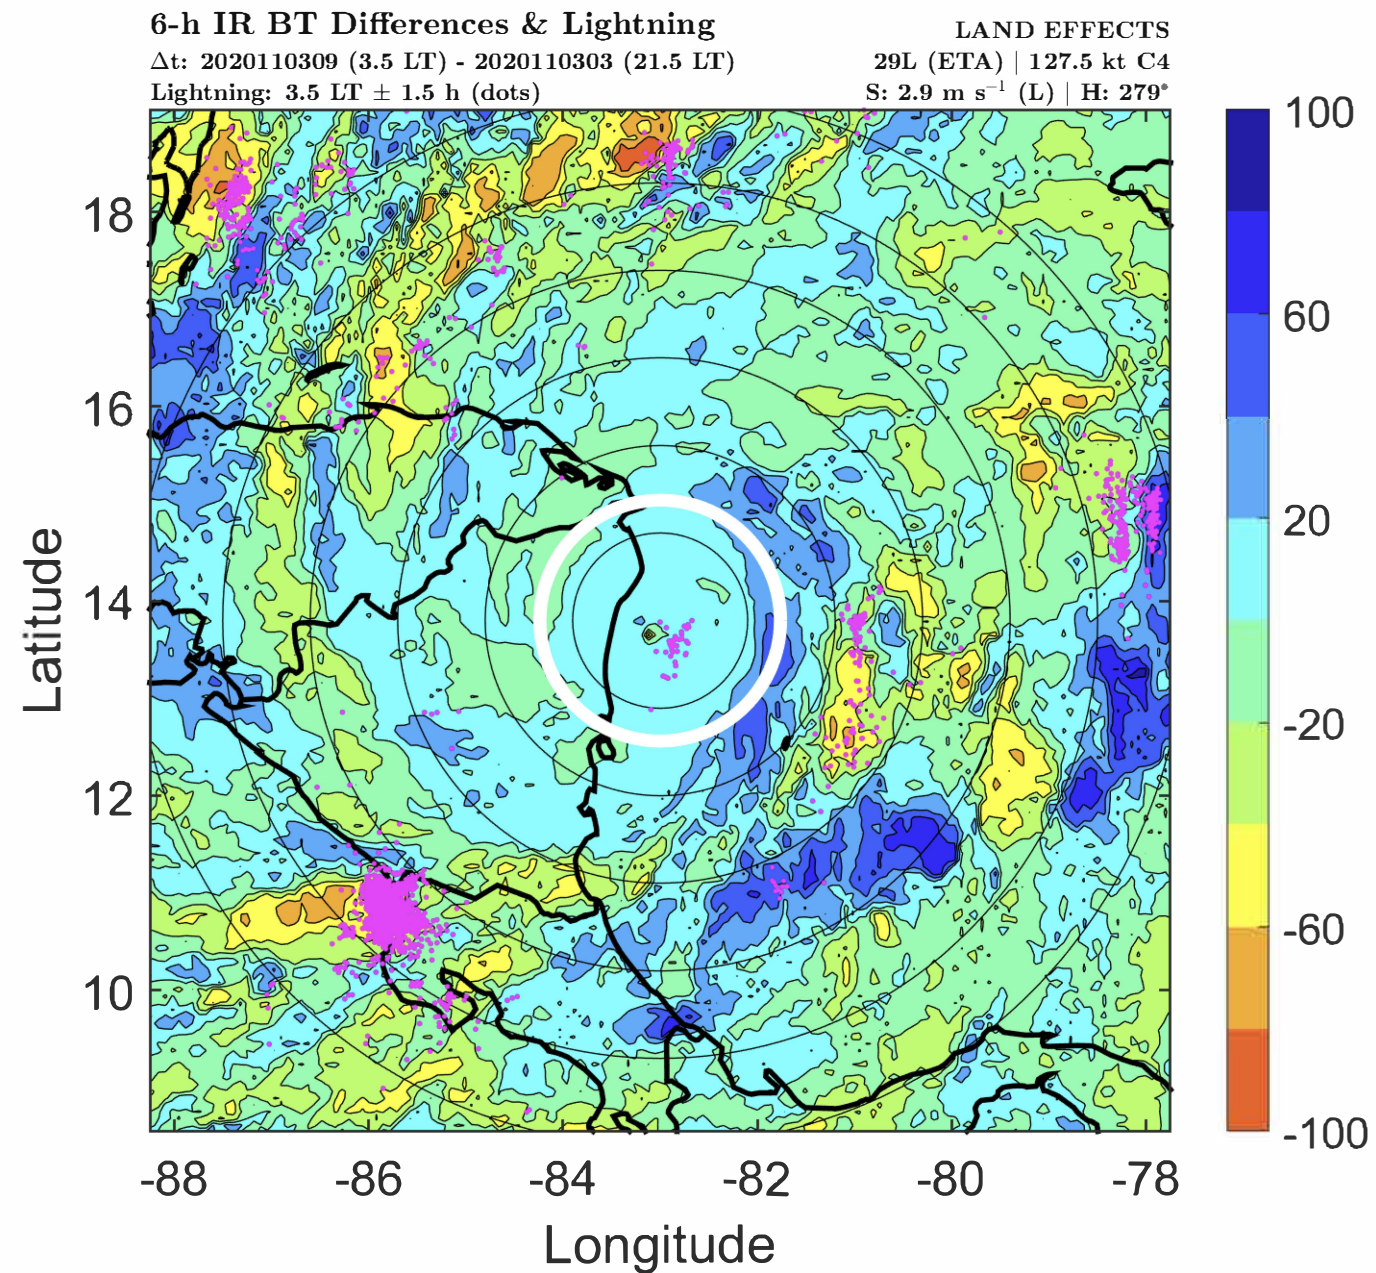 6-h IR BT Differences & Lightning
LAND EFFECTS
Δt: 2020110309 (3.5 LT) - 2020110303 (21.5 LT)
29L (ETA) | 127.5 kt C4
Lightning: 3.5 LT ± 1.5 h (dots)
S: 2.9 m s⁻¹ (L) | H: 279°
100
60
20
-20
-60
-100
18
16
14
12
10
Latitude
-88 -86 -84 -82 -80 -78
Longitude